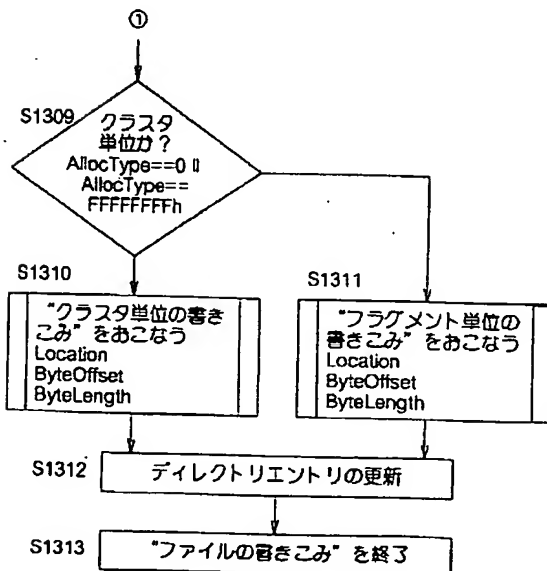 ①
S1309
クラスタ
単位か?
AllocType==0 ▯
AllocType==
FFFFFFFFh
S1310
"クラスタ単位の書き
こみ" をおこなう
Location
ByteOffset
ByteLength
S1311
"フラグメント単位の
書きこみ" をおこなう
Location
ByteOffset
ByteLength
S1312
ディレクトリエントリの更新
S1313
"ファイルの書きこみ" を終了